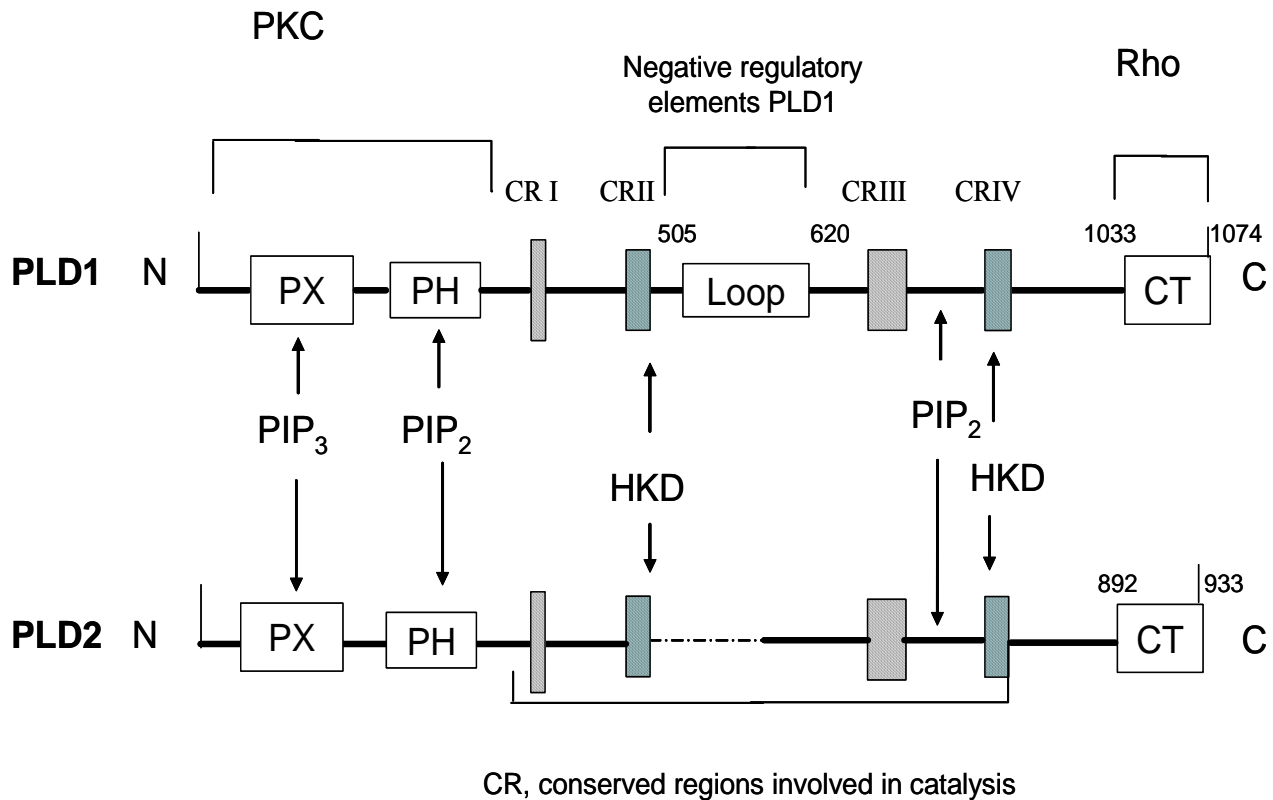 PKC
Negative regulatory
elements PLD1
Rho
CR I
CRII
CRIII
CRIV
505
620
1033
1074
PLD1 N
PX
PH
Loop
CT
C
PIP3
PIP2
PIP2
HKD
HKD
892
933
PLD2 N
PX
PH
CT
C
CR, conserved regions involved in catalysis